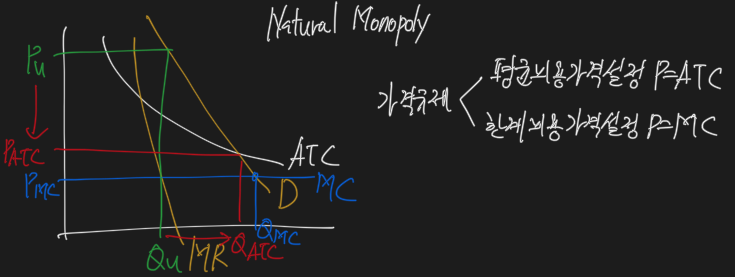 Natural Monopoly
가격규제
평균비용가격설정 P=ATC
한계비용가격설정 P=MC
Pu
PATC
PMC
ATC
MC
D
Qu
MR
QATC
QMC